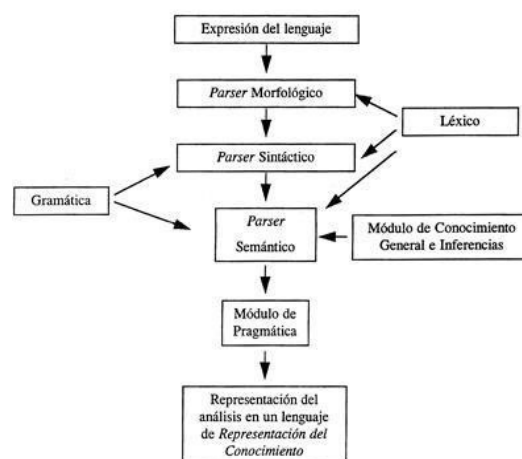 Expresión del lenguaje
Parser Morfológico
Léxico
Parser Sintáctico
Gramática
Parser
Semántico
Módulo de Conocimiento
General e Inferencias
Módulo de
Pragmática
Representación del
análisis en un lenguaje
de Representación del
Conocimiento